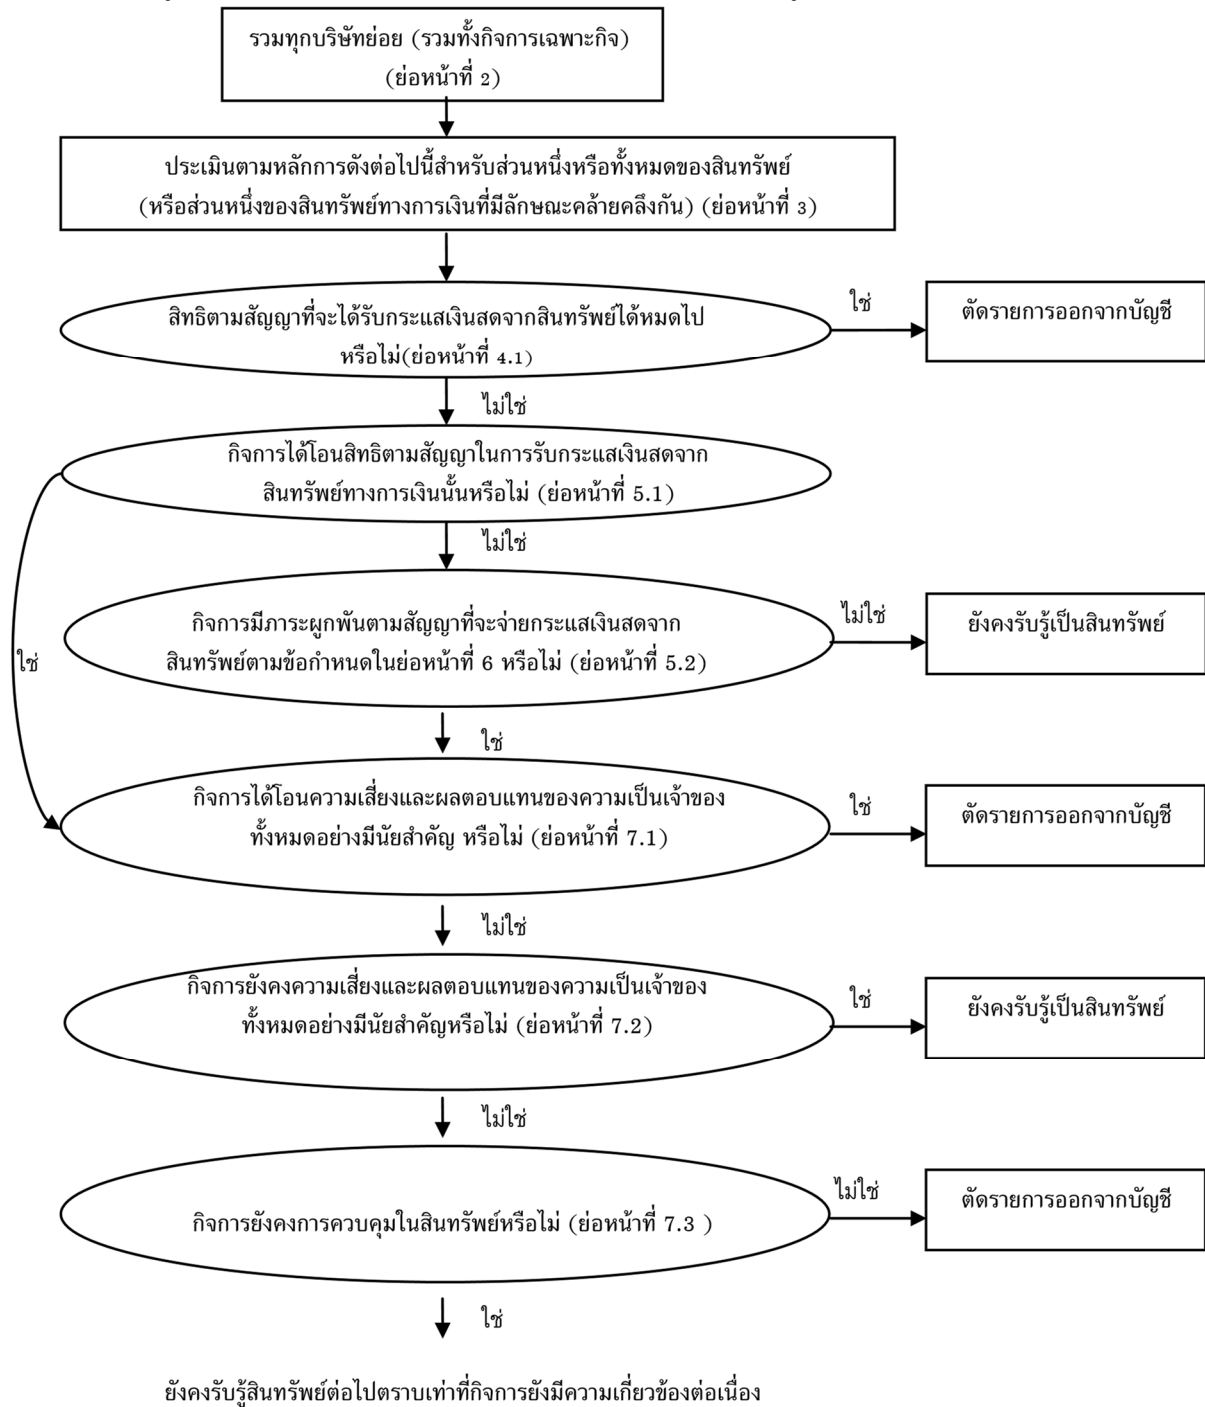 รวมทุกบริษัทย่อย (รวมทั้งกิจการเฉพาะกิจ)
(ย่อหน้าที่ 2)
ประเมินตามหลักการดังต่อไปนี้สำหรับส่วนหนึ่งหรือทั้งหมดของสินทรัพย์
(หรือส่วนหนึ่งของสินทรัพย์ทางการเงินที่มีลักษณะคล้ายคลึงกัน) (ย่อหน้าที่ 3)
สิทธิตามสัญญาที่จะได้รับกระแสเงินสดจากสินทรัพย์ได้หมดไป
หรือไม่(ย่อหน้าที่ 4.1)
ใช่
ตัดรายการออกจากบัญชี
ไม่ใช่
กิจการได้โอนสิทธิตามสัญญาในการรับกระแสเงินสดจาก
สินทรัพย์ทางการเงินนั้นหรือไม่ (ย่อหน้าที่ 5.1)
ไม่ใช่
ใช่
กิจการมีภาระผูกพันตามสัญญาที่จะจ่ายกระแสเงินสดจาก
สินทรัพย์ตามข้อกำหนดในย่อหน้าที่ 6 หรือไม่ (ย่อหน้าที่ 5.2)
ไม่ใช่
ยังคงรับรู้เป็นสินทรัพย์
ใช่
กิจการได้โอนความเสี่ยงและผลตอบแทนของความเป็นเจ้าของ
ทั้งหมดอย่างมีนัยสำคัญ หรือไม่ (ย่อหน้าที่ 7.1)
ใช่
ตัดรายการออกจากบัญชี
ไม่ใช่
กิจการยังคงความเสี่ยงและผลตอบแทนของความเป็นเจ้าของ
ทั้งหมดอย่างมีนัยสำคัญหรือไม่ (ย่อหน้าที่ 7.2)
ใช่
ยังคงรับรู้เป็นสินทรัพย์
ไม่ใช่
กิจการยังคงการควบคุมในสินทรัพย์หรือไม่ (ย่อหน้าที่ 7.3 )
ไม่ใช่
ตัดรายการออกจากบัญชี
ใช่
ยังคงรับรู้สินทรัพย์ต่อไปตราบเท่าที่กิจการยังมีความเกี่ยวข้องต่อเนื่อง